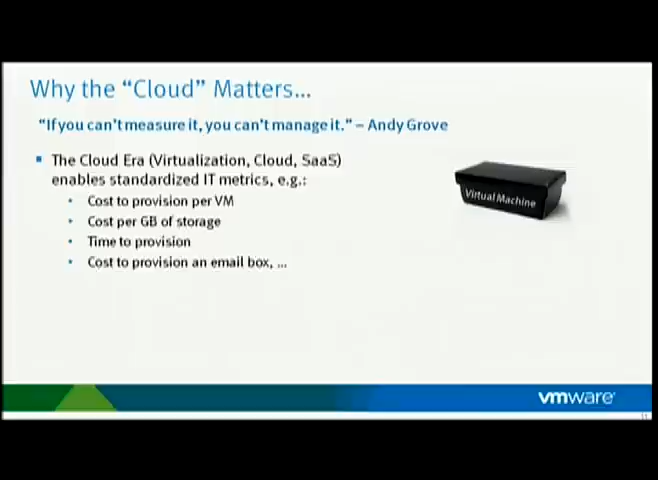 Why the “Cloud” Matters...
“If you can’t measure it, you can’t manage it.” – Andy Grove
▪ The Cloud Era (Virtualization, Cloud, SaaS)
enables standardized IT metrics, e.g.:
• Cost to provision per VM
• Cost per GB of storage
• Time to provision
• Cost to provision an email box, ...
Virtual Machine
vmware